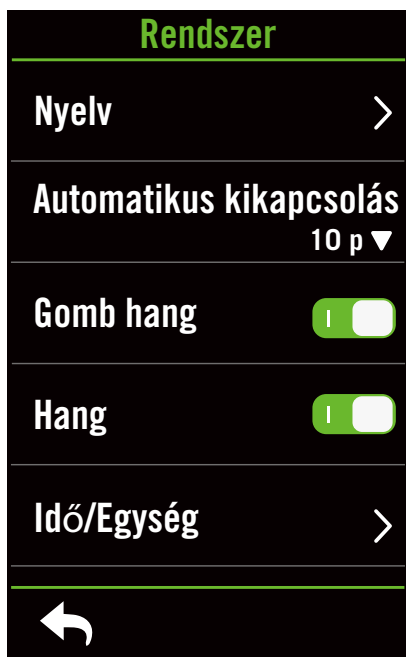 Rendszer
Nyelv
Automatikus kikapcsolás
10 p
Gomb hang
Hang
Idő/Egység